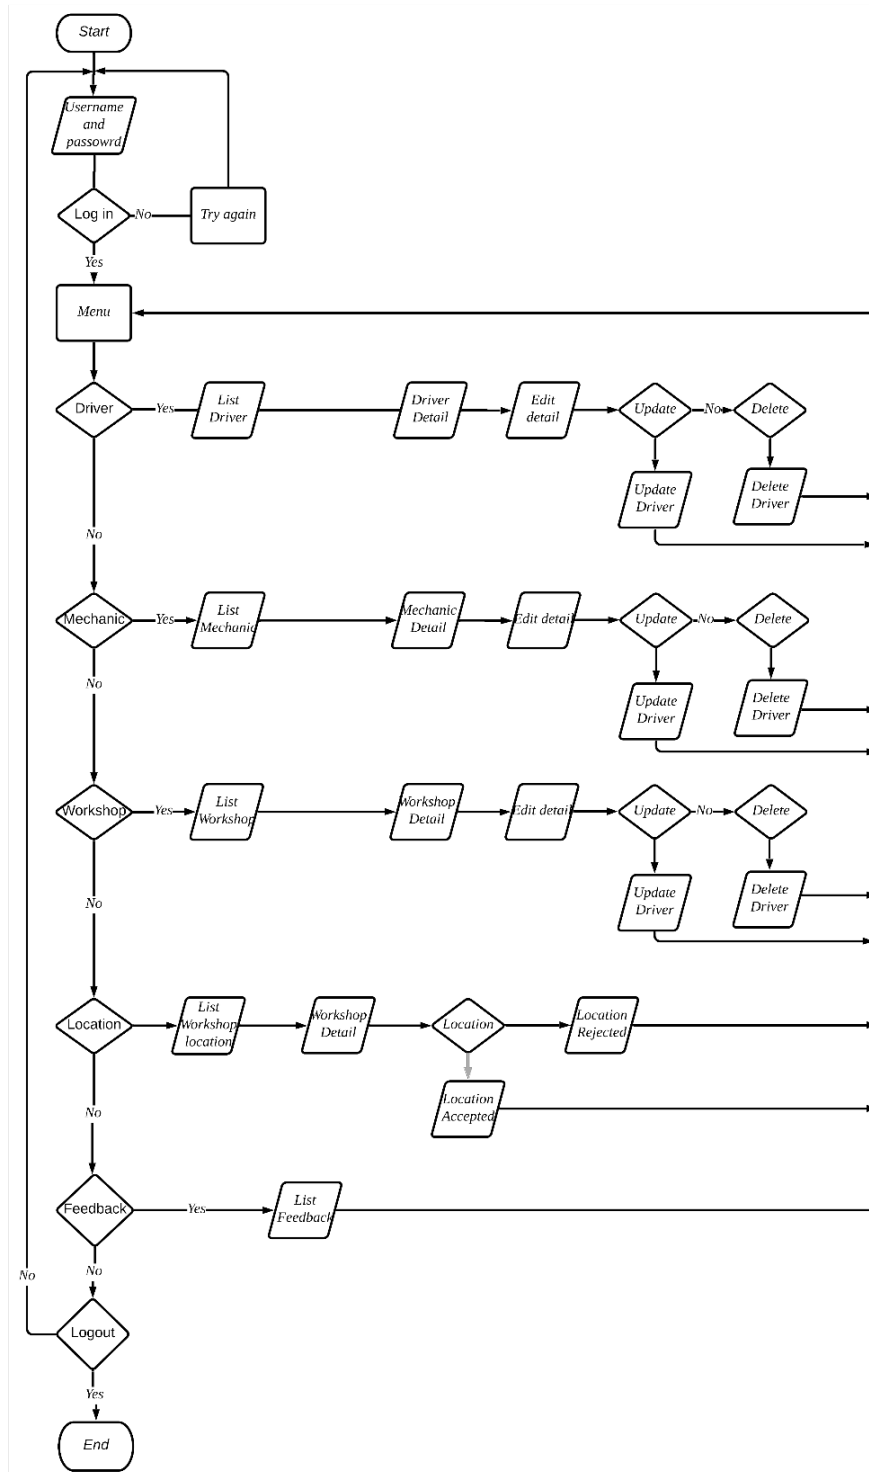 Start
Username
and
passowrd
Log in
No
Try again
Yes
Menu
Driver
Yes
List
Driver
Driver
Detail
Edit
detail
Update
No
Delete
Update
Driver
Delete
Driver
No
Mechanic
Yes
List
Mechanic
Mechanic
Detail
Edit detail
Update
No
Delete
No
Update
Driver
Delete
Driver
Workshop
Yes
List
Workshop
Workshop
Detail
Edit detail
Update
No
Delete
No
Update
Driver
Delete
Driver
Location
List
Workshop
location
Workshop
Detail
Location
Location
Rejected
No
Location
Accepted
Feedback
Yes
List
Feedback
No
No
Logout
Yes
End